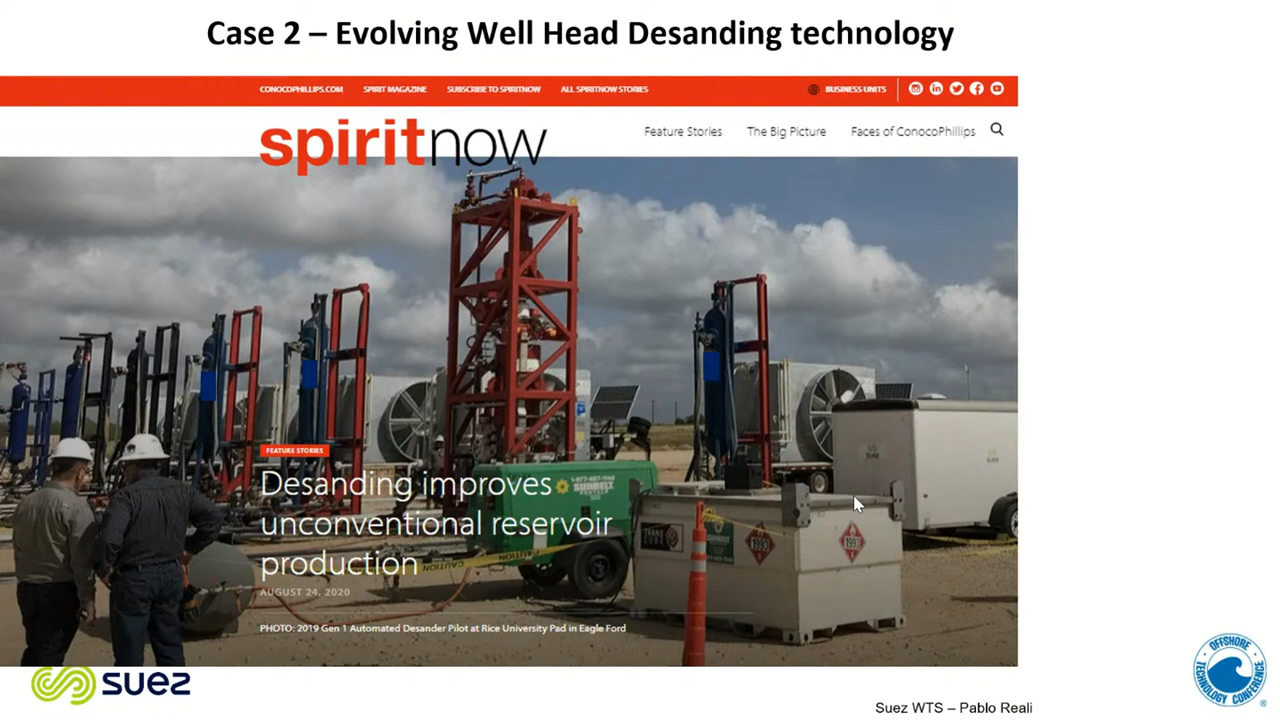 Case 2 – Evolving Well Head Desanding technology
CONOCOPHILLIPS.COM SPIRIT MAGAZINE SUBSCRIBE TO SPIRITNOW ALL SPIRITNOW STORIES BUSINESS UNITS
spiritnow
Feature Stories The Big Picture Faces of ConocoPhillips
FEATURE STORIES
Desanding improves
unconventional reservoir
production
AUGUST 24, 2020
PHOTO: 2019 Gen 1 Automated Desander Pilot at Rice University Pad in Eagle Ford
SUNBELT
CAUTION
CAUTION
1993
1993
suez
OFFSHORE TECHNOLOGY CONFERENCE
Suez WTS – Pablo Reali